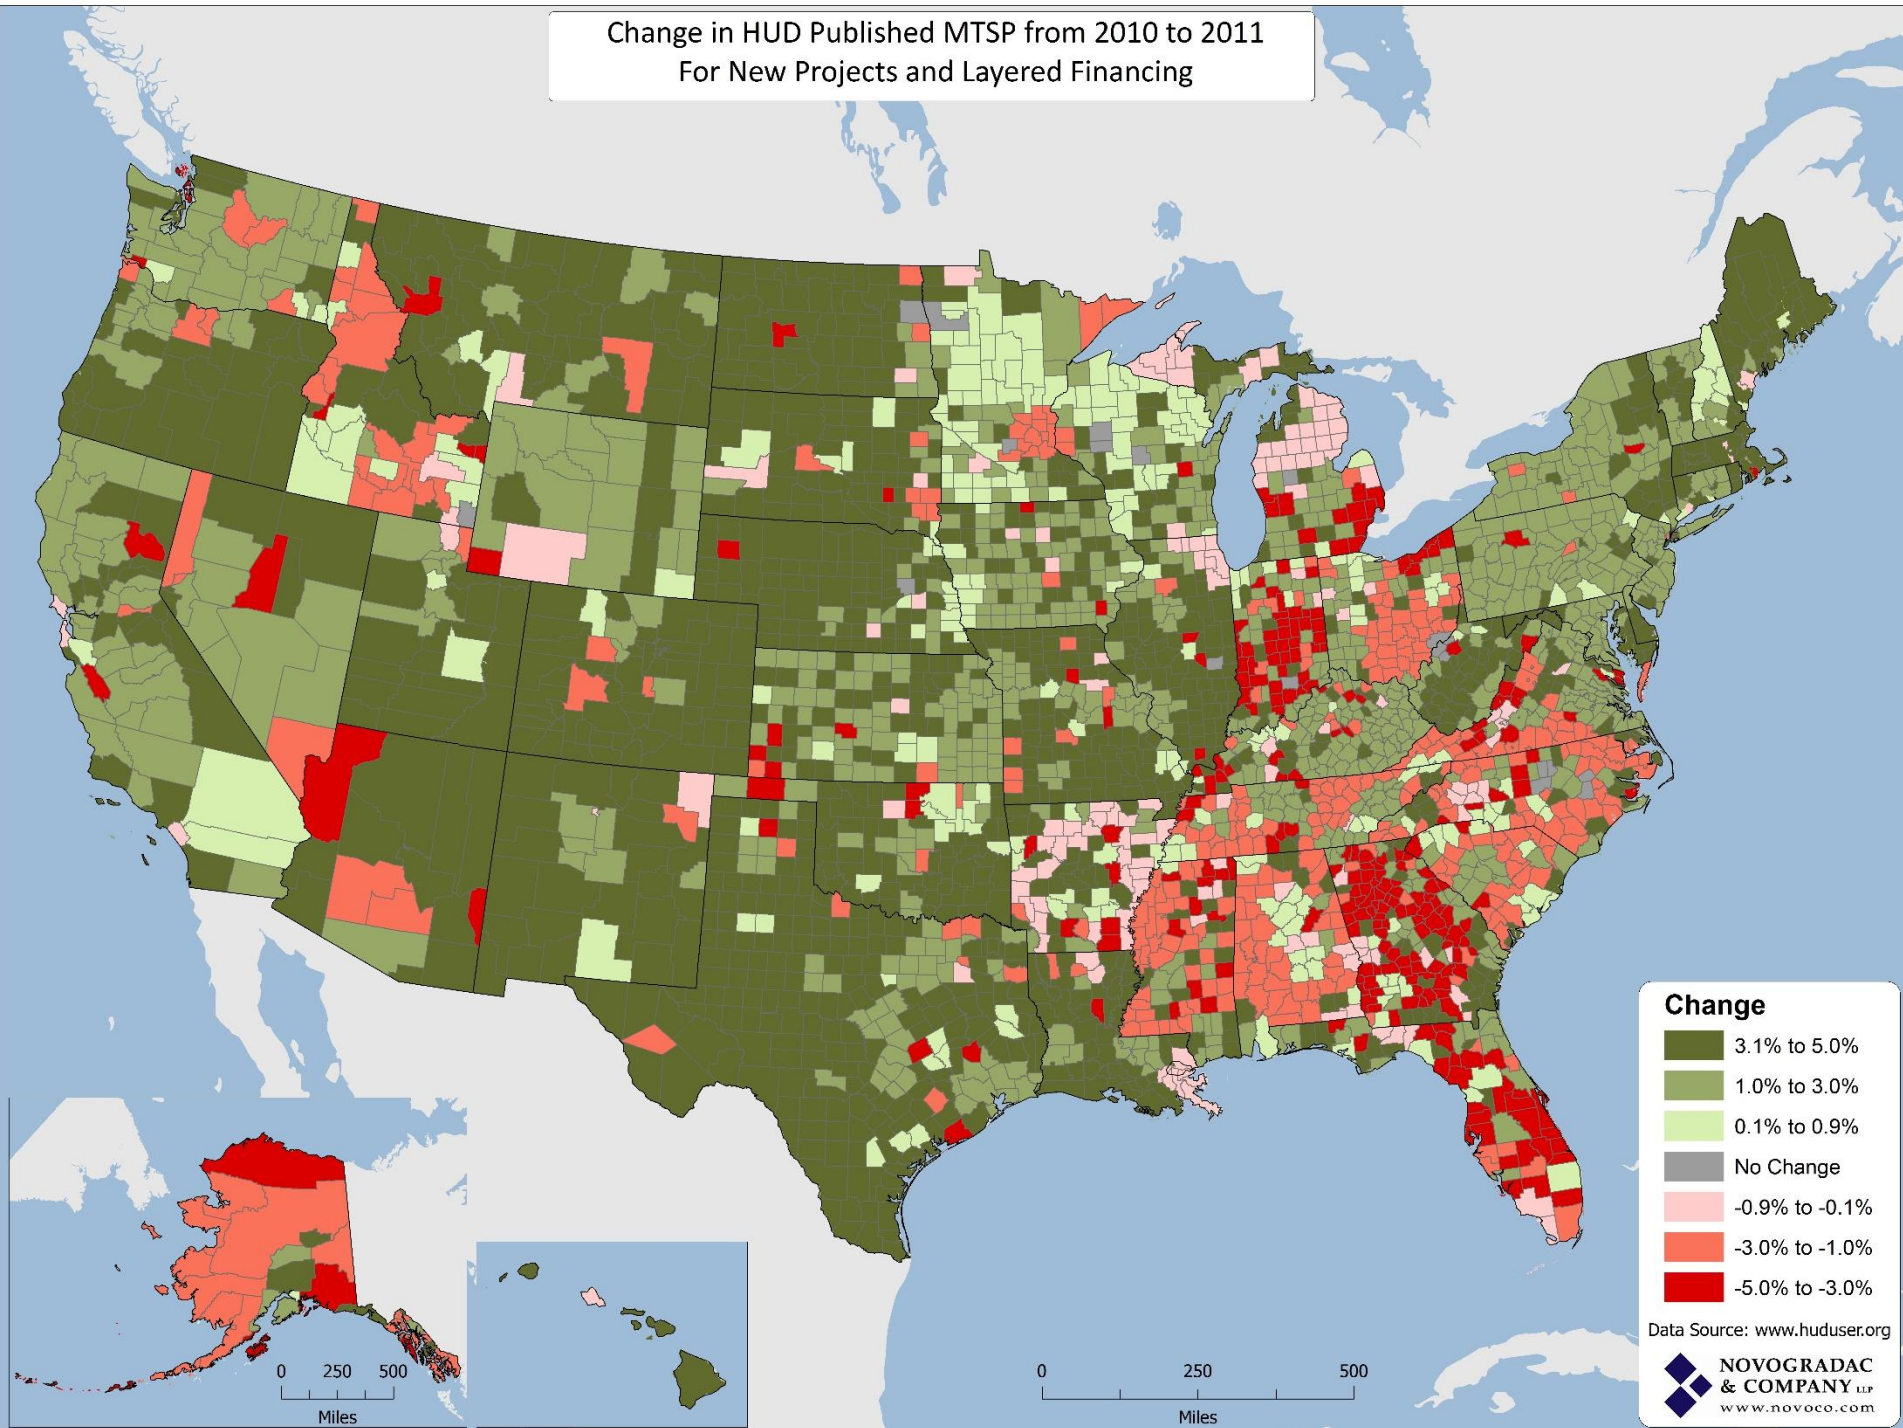 Change in HUD Published MTSP from 2010 to 2011
For New Projects and Layered Financing
Change
3.1% to 5.0%
1.0% to 3.0%
0.1% to 0.9%
No Change
-0.9% to -0.1%
-3.0% to -1.0%
-5.0% to -3.0%
Data Source: www.huduser.org
NOVOGRADAC
& COMPANY LLP
www.novoco.com
0 250 500
Miles
0 250 500
Miles